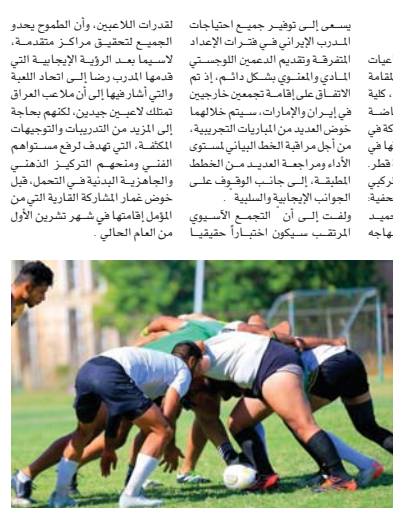 يسعى إلى توفير جميع احتياجات
المدرب الإيراني في فترات الإعداد
المتفرقة وتقديم الدعمين اللوجستي
المادي والمعنوي بشكل دائم، إذ تم
الاتفاق على إقامة تجمعين خارجيين
في إيران والإمارات، سيتم خلالهما
خوض العديد من المباريات التجريبية،
من أجل مراقبة الخط البياني لمستوى
الأداء ومراجعة العديد من الخطط
المطبقة، إلى جانب الوقوف على
الجوانب الإيجابية والسلبية".
ولفت إلى أن "التجمع الآسيوي
المرتقب سيكون اختباراً حقيقياً
لقدرات اللاعبين، وأن الطموح يحدو
الجميع لتحقيق مراكز متقدمة،
لاسيما بعد الرؤية الإيجابية التي
قدمها المدرب رضا إلى اتحاد اللعبة
والتي أشار فيها إلى أن ملاعب العراق
تمتلك لاعبين جيدين، لكنهم بحاجة
إلى المزيد من التدريبات والتوجيهات
المكثفة، التي تهدف لرفع مستواهم
الفني ومنحهم التركيز الذهني
والجاهزية البدنية في التحمل، قبل
خوض غمار المشاركة القارية التي من
المؤمل إقامتها في شهر تشرين الأول
من العام الحالي".